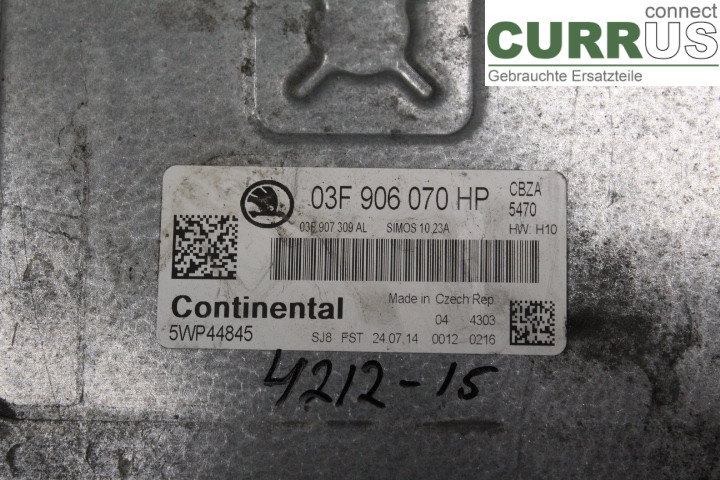 connect
CURRUS
Gebrauchte Ersatzteile
03F 906 070 HP
CBZA
5470
03F 907 309 AL SIMOS 10.23A HW H10
Continental
Made in Czech Rep
04 4303
5WP44845
SJ8 FST 24.07.14 0012 0216
4212-15